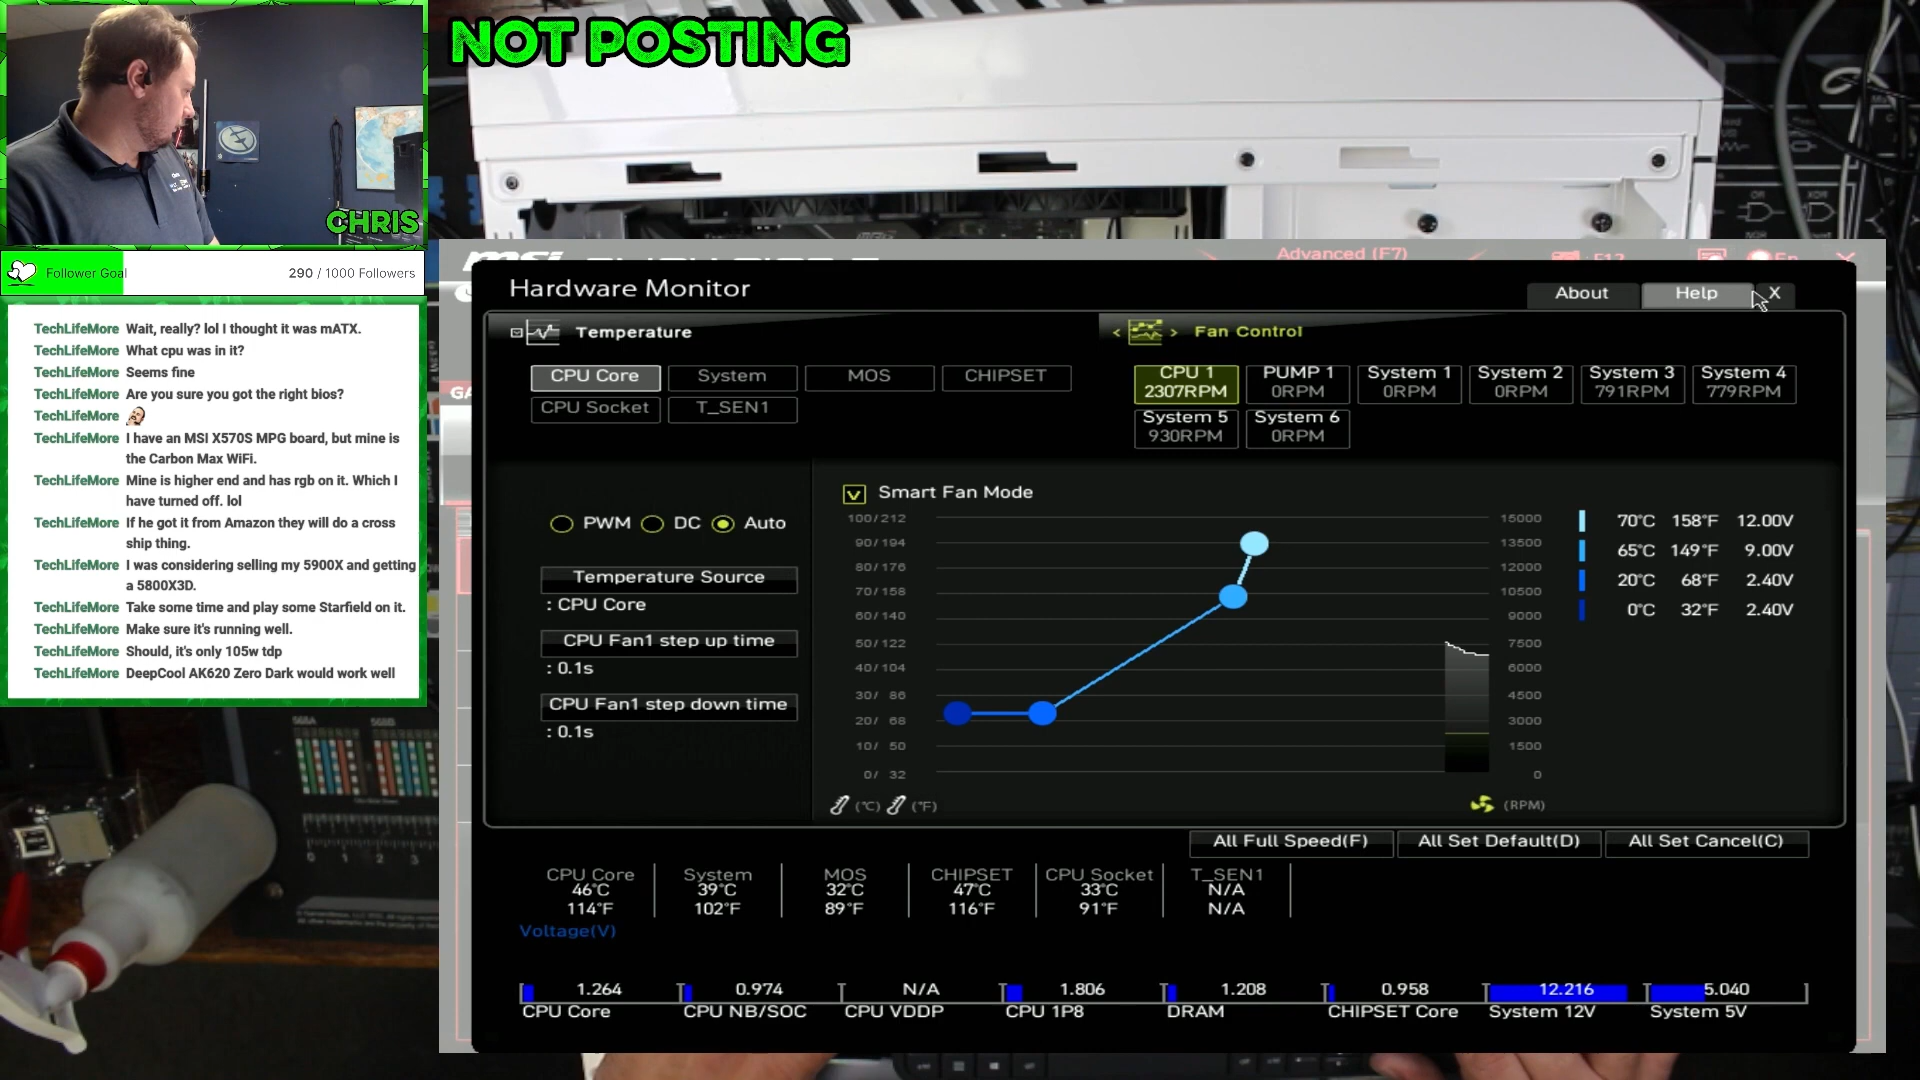 NOT POSTING
CHRIS
Follower Goal
290 / 1000 Followers
TechLifeMore Wait, really? lol I thought it was mATX.
TechLifeMore What cpu was in it?
TechLifeMore Seems fine
TechLifeMore Are you sure you got the right bios?
TechLifeMore
TechLifeMore I have an MSI X570S MPG board, but mine is
the Carbon Max WiFi.
TechLifeMore Mine is higher end and has rgb on it. Which I
have turned off. lol
TechLifeMore If he got it from Amazon they will do a cross
ship thing.
TechLifeMore I was considering selling my 5900X and getting
a 5800X3D.
TechLifeMore Take some time and play some Starfield on it.
TechLifeMore Make sure it's running well.
TechLifeMore Should, it's only 105w tdp
TechLifeMore DeepCool AK620 Zero Dark would work well
Advanced (F7)
Hardware Monitor
About Help X
Temperature
< > Fan Control
CPU Core System MOS CHIPSET
CPU Socket T_SEN1
CPU 1 PUMP 1 System 1 System 2 System 3 System 4
2307RPM 0RPM 0RPM 0RPM 791RPM 779RPM
System 5 System 6
930RPM 0RPM
PWM DC Auto
Temperature Source
: CPU Core
CPU Fan1 step up time
: 0.1s
CPU Fan1 step down time
: 0.1s
Smart Fan Mode
100/212 15000
90/194 13500
80/176 12000
70/158 10500
60/140 9000
50/122 7500
40/104 6000
30/ 86 4500
20/ 68 3000
10/ 50 1500
0/ 32 0
(°C) (°F) (RPM)
70°C 158°F 12.00V
65°C 149°F 9.00V
20°C 68°F 2.40V
0°C 32°F 2.40V
All Full Speed(F) All Set Default(D) All Set Cancel(C)
CPU Core System MOS CHIPSET CPU Socket T_SEN1
46°C 39°C 32°C 47°C 33°C N/A
114°F 102°F 89°F 116°F 91°F N/A
Voltage(V)
1.264 0.974 N/A 1.806 1.208 0.958 12.216 5.040
CPU Core CPU NB/SOC CPU VDDP CPU 1P8 DRAM CHIPSET Core System 12V System 5V